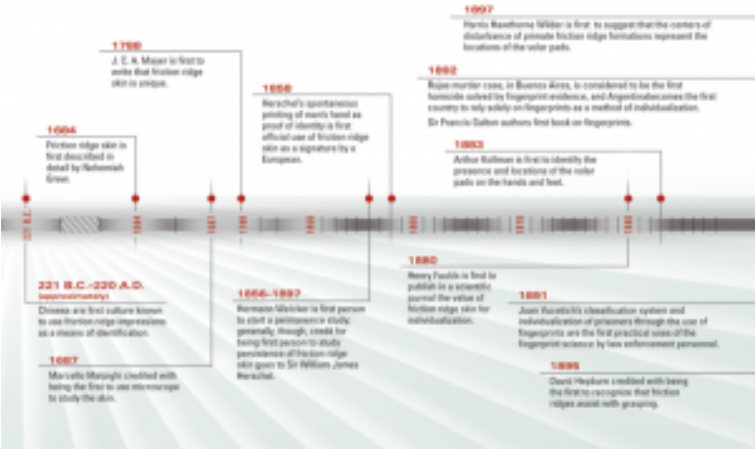 1897
Harris Hawthorne Wilder is first to suggest that the centers of
disturbance of primate friction ridge formations represent the
locations of the volar pads.
1788
J. C. A. Mayer is first to
write that friction ridge
skin is unique.
1892
Rojas murder case, in Buenos Aires, is considered to be the first
homicide solved by fingerprint evidence, and Argentina becomes the first
country to rely solely on fingerprints as a method of individualization.
Sir Francis Galton authors first book on fingerprints.
1858
Herschel's spontaneous
printing of man's hand as
proof of identity is first
official use of friction ridge
skin as a signature by a
European.
1684
Friction ridge skin is
first described in
detail by Nehemiah
Grew.
1883
Arthur Kollman is first to identify the
presence and locations of the volar
pads on the hands and feet.
221 B.C.
1880
Henry Faulds is first to
publish in a scientific
journal the value of
friction ridge skin for
individualization.
221 B.C.–220 A.D.
(approximately)
Chinese are first culture known
to use friction ridge impressions
as a means of identification.
1856–1897
Hermann Welcker is first person
to start a permanence study;
generally, though, credit for
being first person to study
persistence of friction ridge
skin goes to Sir William James
Herschel.
1891
Juan Vucetich's classification system and
individualization of prisoners through the use of
fingerprints are the first practical uses of the
fingerprint science by law enforcement personnel.
1687
Marcello Malpighi credited with
being the first to use microscope
to study the skin.
1895
David Hepburn credited with being
the first to recognize that friction
ridges assist with grasping.